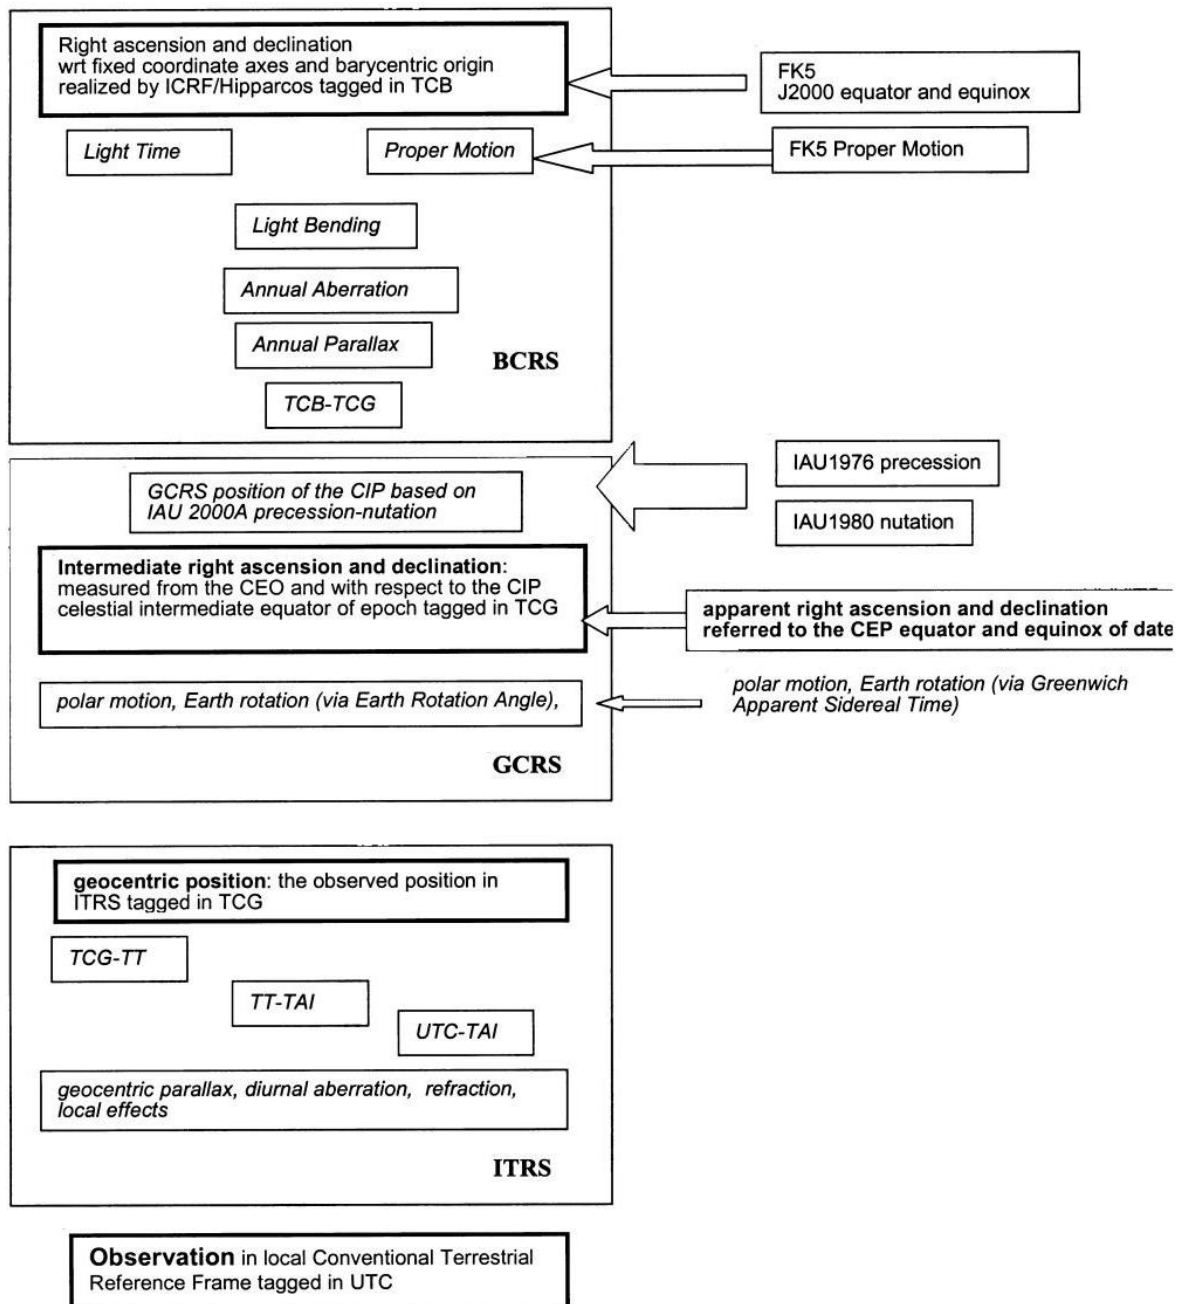 Right ascension and declination
wrt fixed coordinate axes and barycentric origin
realized by ICRF/Hipparcos tagged in TCB
FK5
J2000 equator and equinox
Light Time
Proper Motion
FK5 Proper Motion
Light Bending
Annual Aberration
Annual Parallax
BCRS
TCB-TCG
IAU1976 precession
GCRS position of the CIP based on
IAU 2000A precession-nutation
IAU1980 nutation
Intermediate right ascension and declination:
measured from the CEO and with respect to the CIP
celestial intermediate equator of epoch tagged in TCG
apparent right ascension and declination
referred to the CEP equator and equinox of date
polar motion, Earth rotation (via Earth Rotation Angle),
polar motion, Earth rotation (via Greenwich
Apparent Sidereal Time)
GCRS
geocentric position: the observed position in
ITRS tagged in TCG
TCG-TT
TT-TAI
UTC-TAI
geocentric parallax, diurnal aberration, refraction,
local effects
ITRS
Observation in local Conventional Terrestrial
Reference Frame tagged in UTC